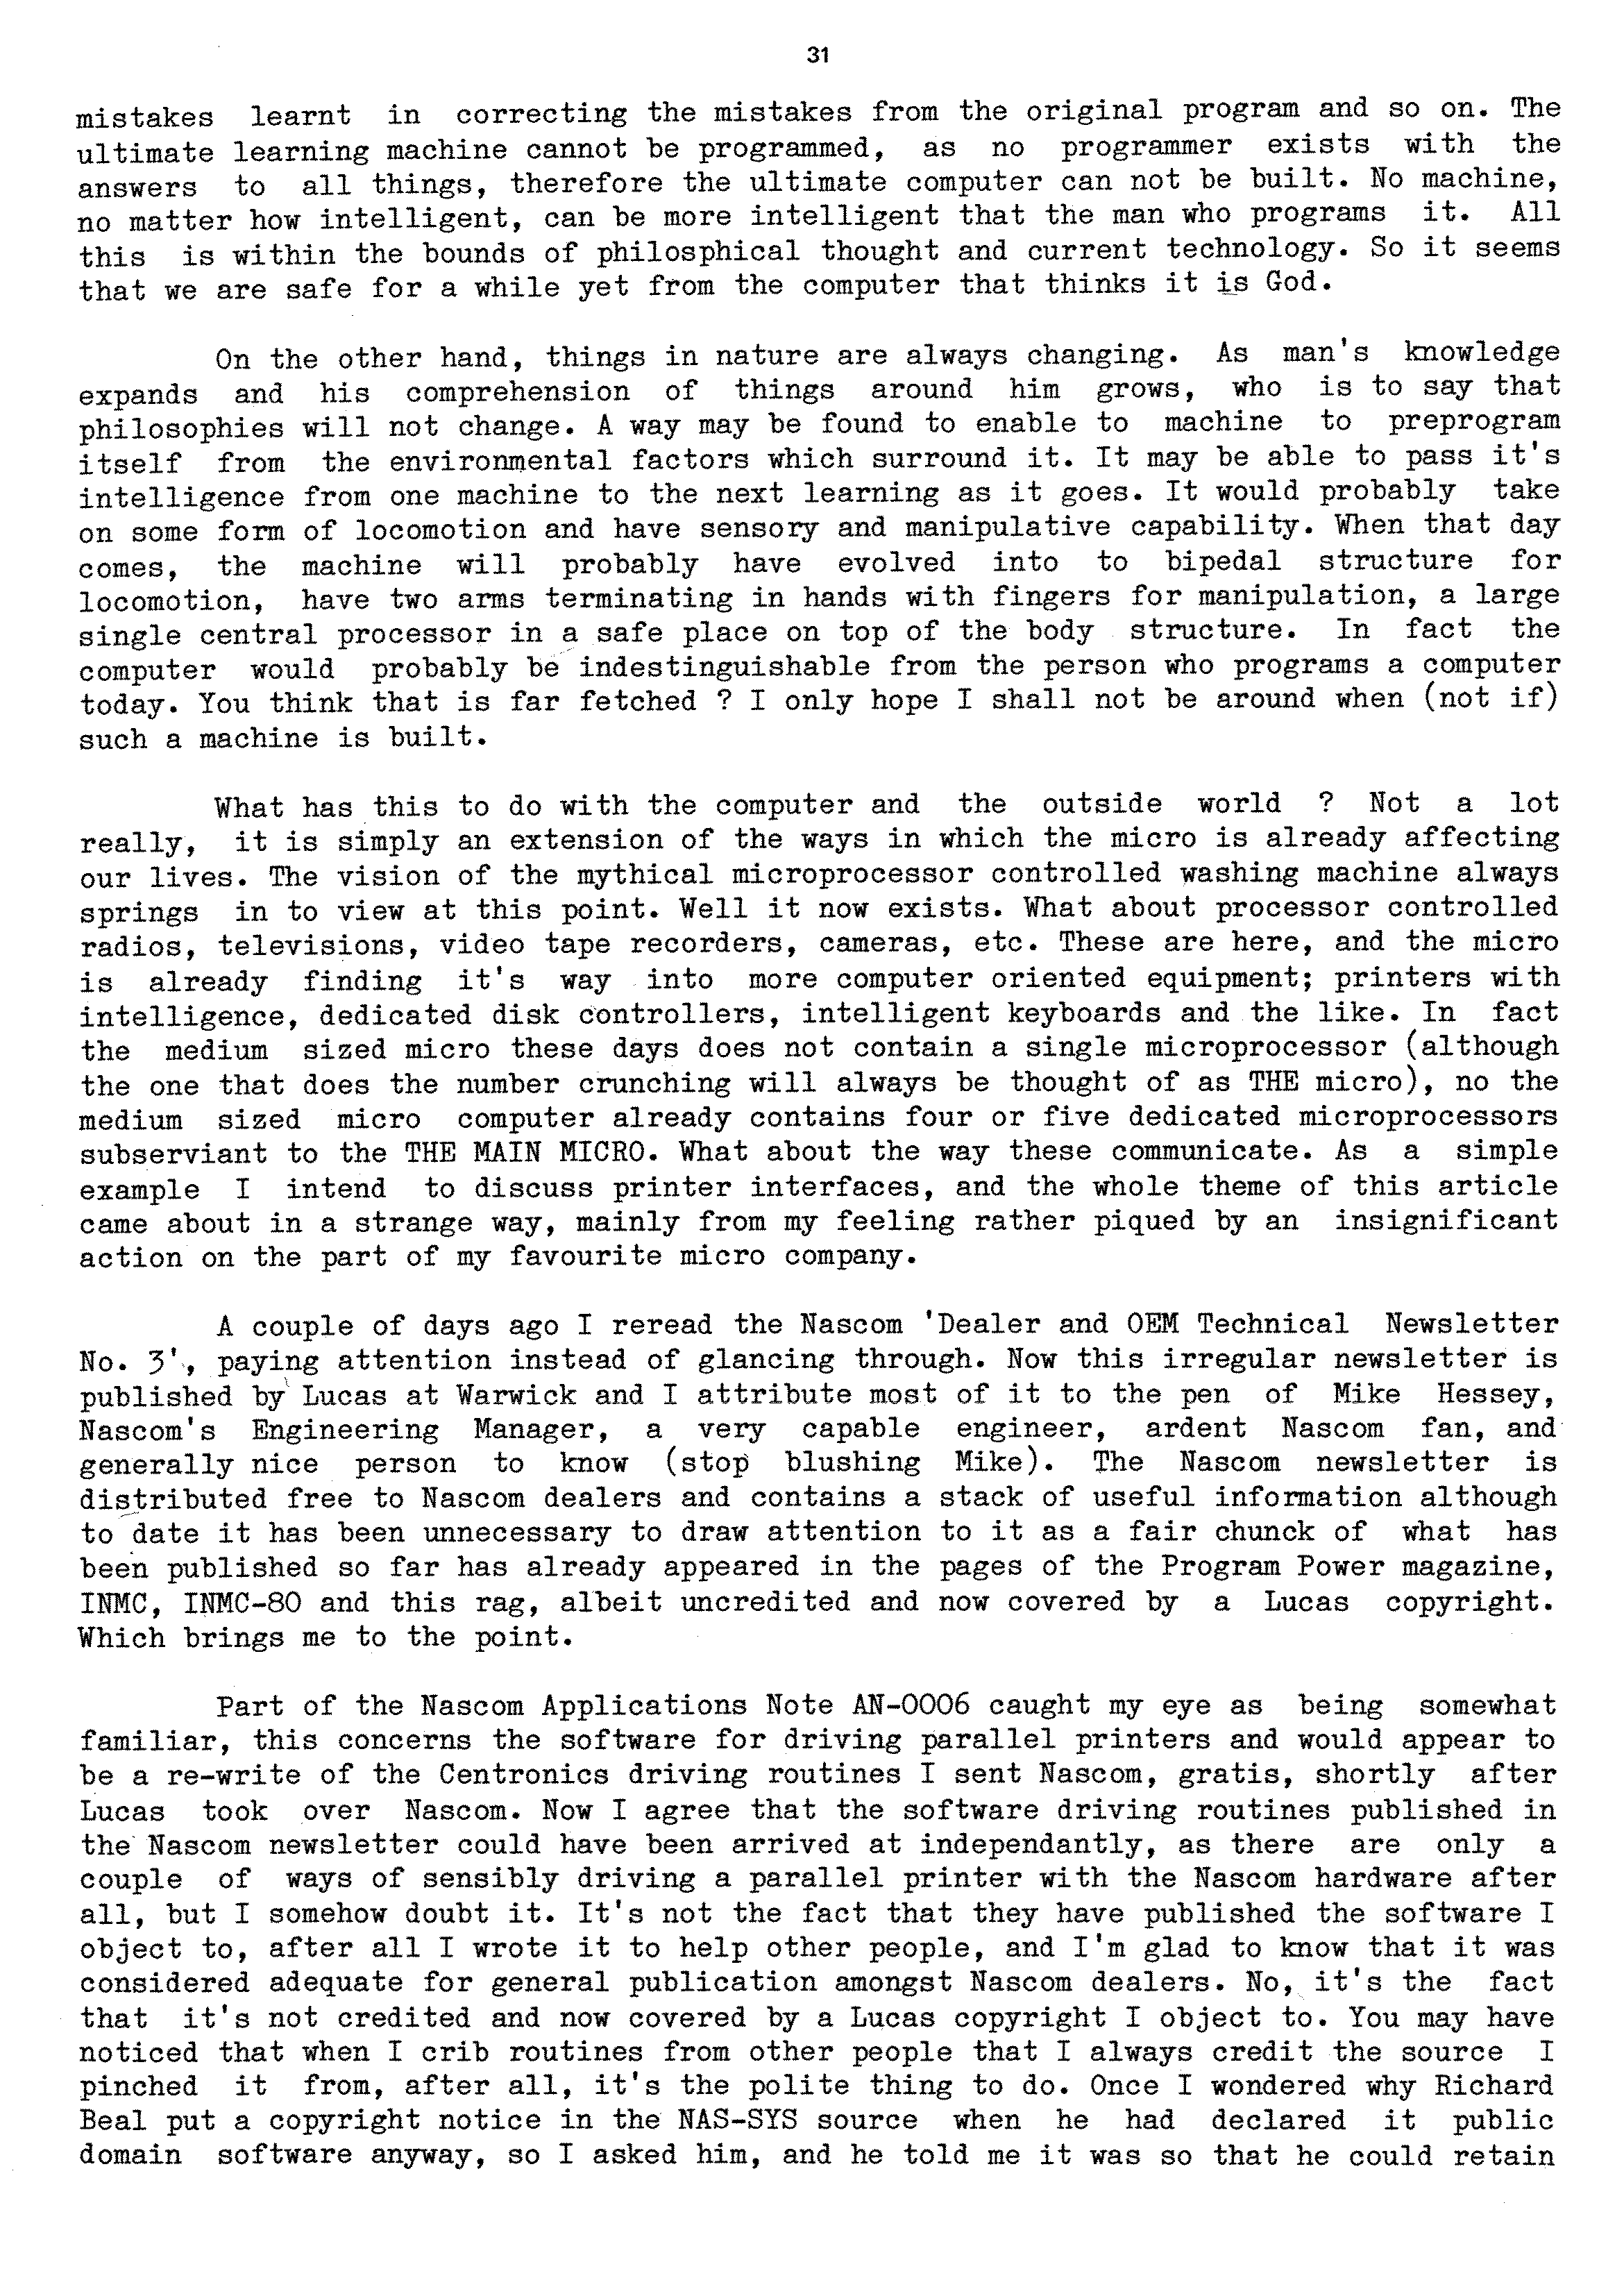 31
mistakes learnt in correcting the mistakes from the original program and so on. The
ultimate learning machine cannot be programmed, as no programmer exists with the
answers to all things, therefore the ultimate computer can not be built. No machine,
no matter how intelligent, can be more intelligent that the man who programs it. All
this is within the bounds of philosphical thought and current technology. So it seems
that we are safe for a while yet from the computer that thinks it is God.
On the other hand, things in nature are always changing. As man's knowledge
expands and his comprehension of things around him grows, who is to say that
philosophies will not change. A way may be found to enable to machine to preprogram
itself from the environmental factors which surround it. It may be able to pass it's
intelligence from one machine to the next learning as it goes. It would probably take
on some form of locomotion and have sensory and manipulative capability. When that day
comes, the machine will probably have evolved into to bipedal structure for
locomotion, have two arms terminating in hands with fingers for manipulation, a large
single central processor in a safe place on top of the body structure. In fact the
computer would probably be indestinguishable from the person who programs a computer
today. You think that is far fetched ? I only hope I shall not be around when (not if)
such a machine is built.
What has this to do with the computer and the outside world ? Not a lot
really, it is simply an extension of the ways in which the micro is already affecting
our lives. The vision of the mythical microprocessor controlled washing machine always
springs in to view at this point. Well it now exists. What about processor controlled
radios, televisions, video tape recorders, cameras, etc. These are here, and the micro
is already finding it's way into more computer oriented equipment; printers with
intelligence, dedicated disk controllers, intelligent keyboards and the like. In fact
the medium sized micro these days does not contain a single microprocessor (although
the one that does the number crunching will always be thought of as THE micro), no the
medium sized micro computer already contains four or five dedicated microprocessors
subserviant to the THE MAIN MICRO. What about the way these communicate. As a simple
example I intend to discuss printer interfaces, and the whole theme of this article
came about in a strange way, mainly from my feeling rather piqued by an insignificant
action on the part of my favourite micro company.
A couple of days ago I reread the Nascom 'Dealer and OEM Technical Newsletter
No. 3', paying attention instead of glancing through. Now this irregular newsletter is
published by Lucas at Warwick and I attribute most of it to the pen of Mike Hessey,
Nascom's Engineering Manager, a very capable engineer, ardent Nascom fan, and
generally nice person to know (stop blushing Mike). The Nascom newsletter is
distributed free to Nascom dealers and contains a stack of useful information although
to date it has been unnecessary to draw attention to it as a fair chunck of what has
been published so far has already appeared in the pages of the Program Power magazine,
INMC, INMC-80 and this rag, albeit uncredited and now covered by a Lucas copyright.
Which brings me to the point.
Part of the Nascom Applications Note AN-0006 caught my eye as being somewhat
familiar, this concerns the software for driving parallel printers and would appear to
be a re-write of the Centronics driving routines I sent Nascom, gratis, shortly after
Lucas took over Nascom. Now I agree that the software driving routines published in
the Nascom newsletter could have been arrived at independantly, as there are only a
couple of ways of sensibly driving a parallel printer with the Nascom hardware after
all, but I somehow doubt it. It's not the fact that they have published the software I
object to, after all I wrote it to help other people, and I'm glad to know that it was
considered adequate for general publication amongst Nascom dealers. No, it's the fact
that it's not credited and now covered by a Lucas copyright I object to. You may have
noticed that when I crib routines from other people that I always credit the source I
pinched it from, after all, it's the polite thing to do. Once I wondered why Richard
Beal put a copyright notice in the NAS-SYS source when he had declared it public
domain software anyway, so I asked him, and he told me it was so that he could retain